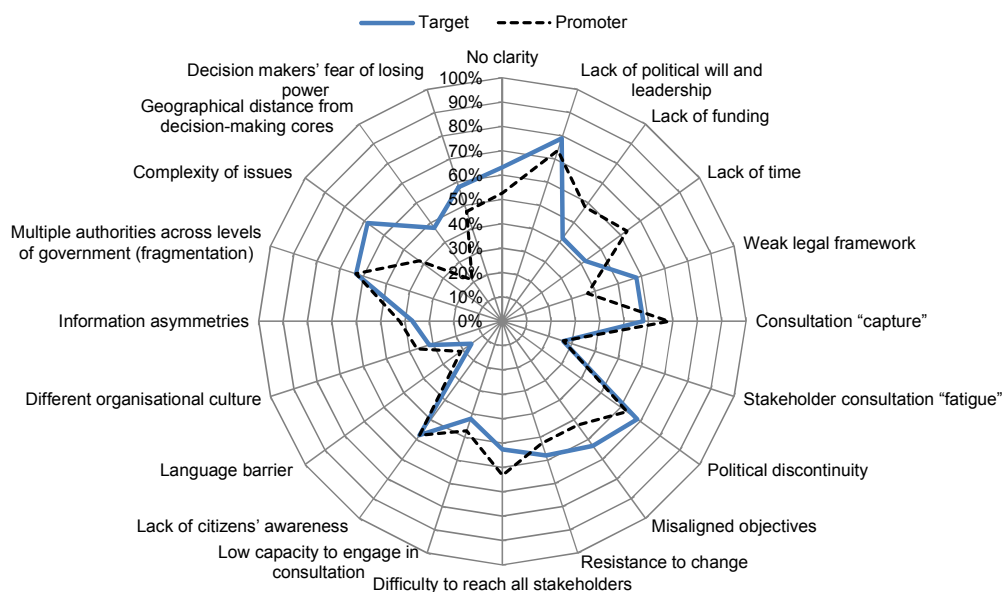 Target
Promoter
No clarity
Decision makers’ fear of losing
power
Lack of political will and
leadership
Geographical distance from
decision-making cores
Lack of funding
Complexity of issues
Lack of time
Multiple authorities across levels
of government (fragmentation)
Weak legal framework
Information asymmetries
Consultation “capture”
Different organisational culture
Stakeholder consultation “fatigue”
Language barrier
Political discontinuity
Lack of citizens’ awareness
Misaligned objectives
Low capacity to engage in
consultation
Resistance to change
Difficulty to reach all stakeholders
100%
90%
80%
70%
60%
50%
40%
30%
20%
10%
0%